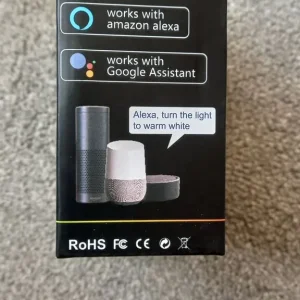 works with
amazon alexa
works with
Google Assistant
Alexa, turn the light
to warm white
RoHS FC CE